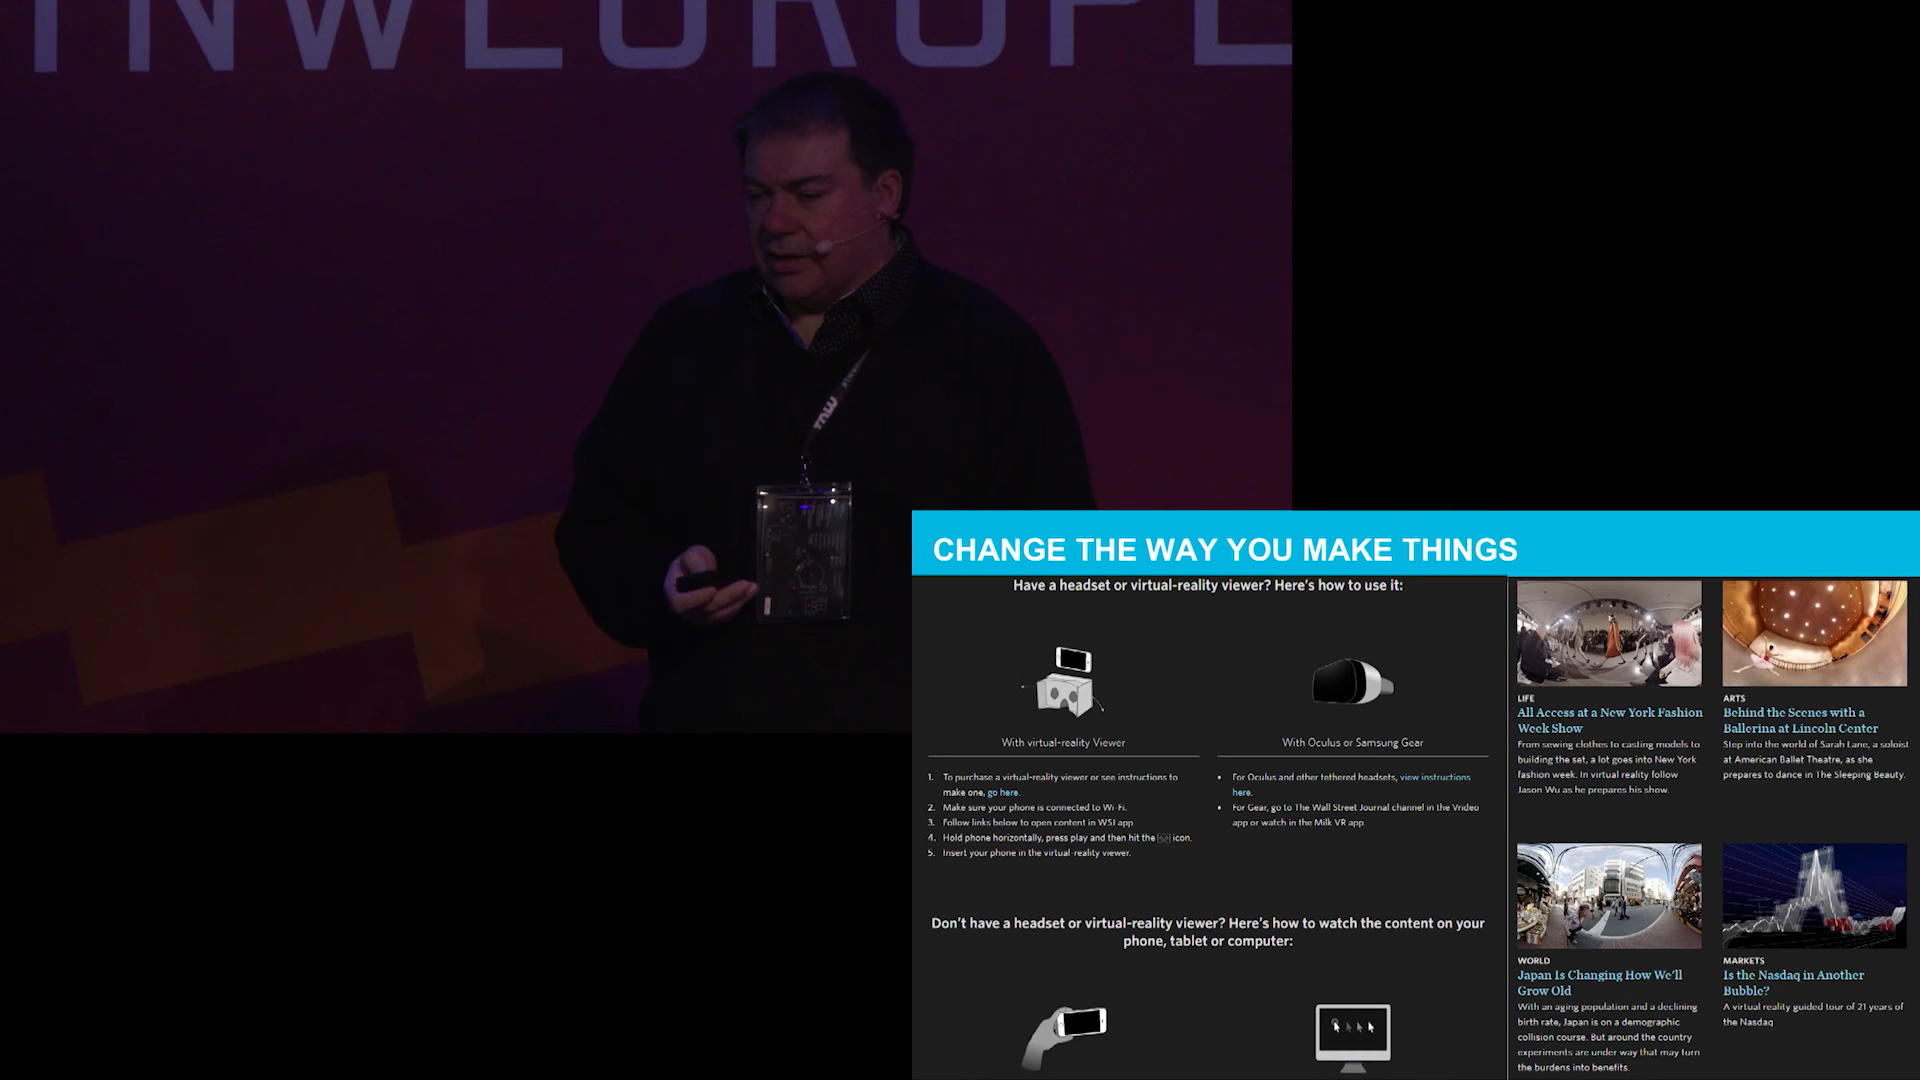 TNWEUROPE
TNW
CHANGE THE WAY YOU MAKE THINGS
Have a headset or virtual-reality viewer? Here's how to use it:
With virtual-reality Viewer
1. To purchase a virtual-reality viewer or see instructions to
make one, go here.
2. Make sure your phone is connected to Wi-Fi.
3. Follow links below to open content in WSJ app
4. Hold phone horizontally, press play and then hit the icon.
5. Insert your phone in the virtual-reality viewer.
With Oculus or Samsung Gear
• For Oculus and other tethered headsets, view instructions
here.
• For Gear, go to The Wall Street Journal channel in the Vrideo
app or watch in the Milk VR app.
Don't have a headset or virtual-reality viewer? Here's how to watch the content on your
phone, tablet or computer:
LIFE
All Access at a New York Fashion
Week Show
From sewing clothes to casting models to
building the set, a lot goes into New York
fashion week. In virtual reality follow
Jason Wu as he prepares his show.
ARTS
Behind the Scenes with a
Ballerina at Lincoln Center
Step into the world of Sarah Lane, a soloist
at American Ballet Theatre, as she
prepares to dance in The Sleeping Beauty.
WORLD
Japan Is Changing How We'll
Grow Old
With an aging population and a declining
birth rate, Japan is on a demographic
collision course. But around the country
experiments are under way that may turn
the burdens into benefits.
MARKETS
Is the Nasdaq in Another
Bubble?
A virtual reality guided tour of 21 years of
the Nasdaq